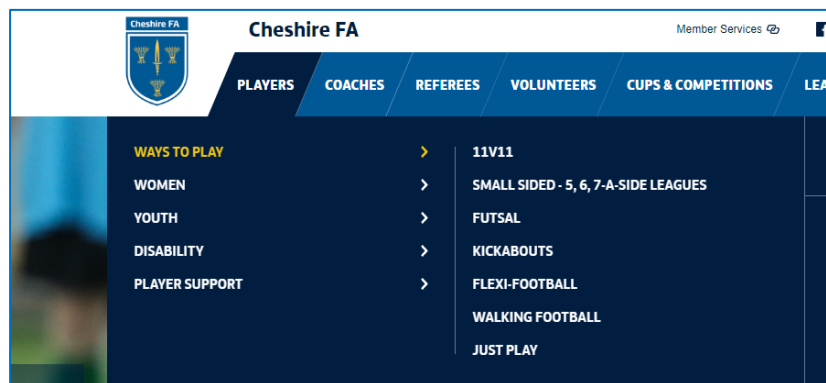 Cheshire FA
Cheshire FA
Member Services
PLAYERS
COACHES
REFEREES
VOLUNTEERS
CUPS & COMPETITIONS
WAYS TO PLAY
WOMEN
YOUTH
DISABILITY
PLAYER SUPPORT
11V11
SMALL SIDED - 5, 6, 7-A-SIDE LEAGUES
FUTSAL
KICKABOUTS
FLEXI-FOOTBALL
WALKING FOOTBALL
JUST PLAY